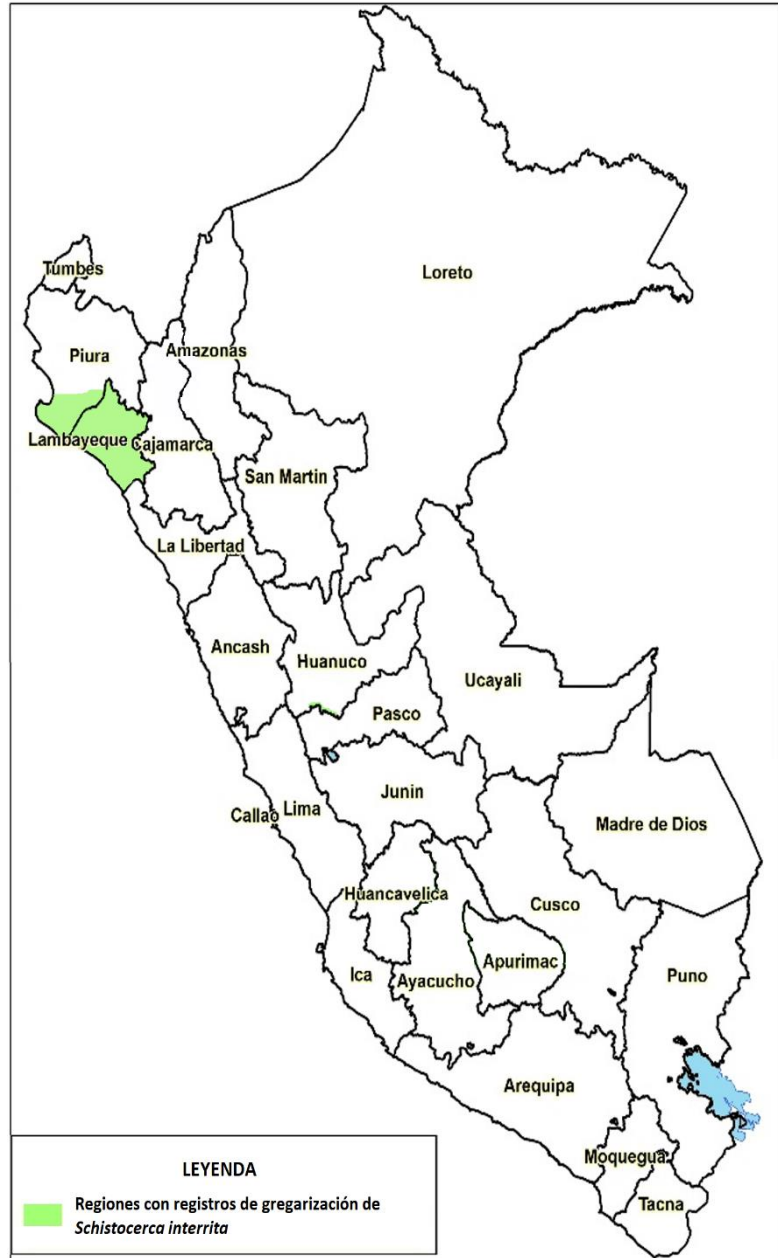 Loreto
Tumbes
Amazonas
Piura
Lambayeque
Cajamarca
San Martin
La Libertad
Ancash
Huanuco
Ucayali
Pasco
Junin
Callao
Lima
Madre de Dios
Huancavelica
Cusco
Ica
Ayacucho
Apurimac
Puno
Arequipa
Moquegua
Tacna
LEYENDA
Regiones con registros de gregarización de
Schistocerca interrita